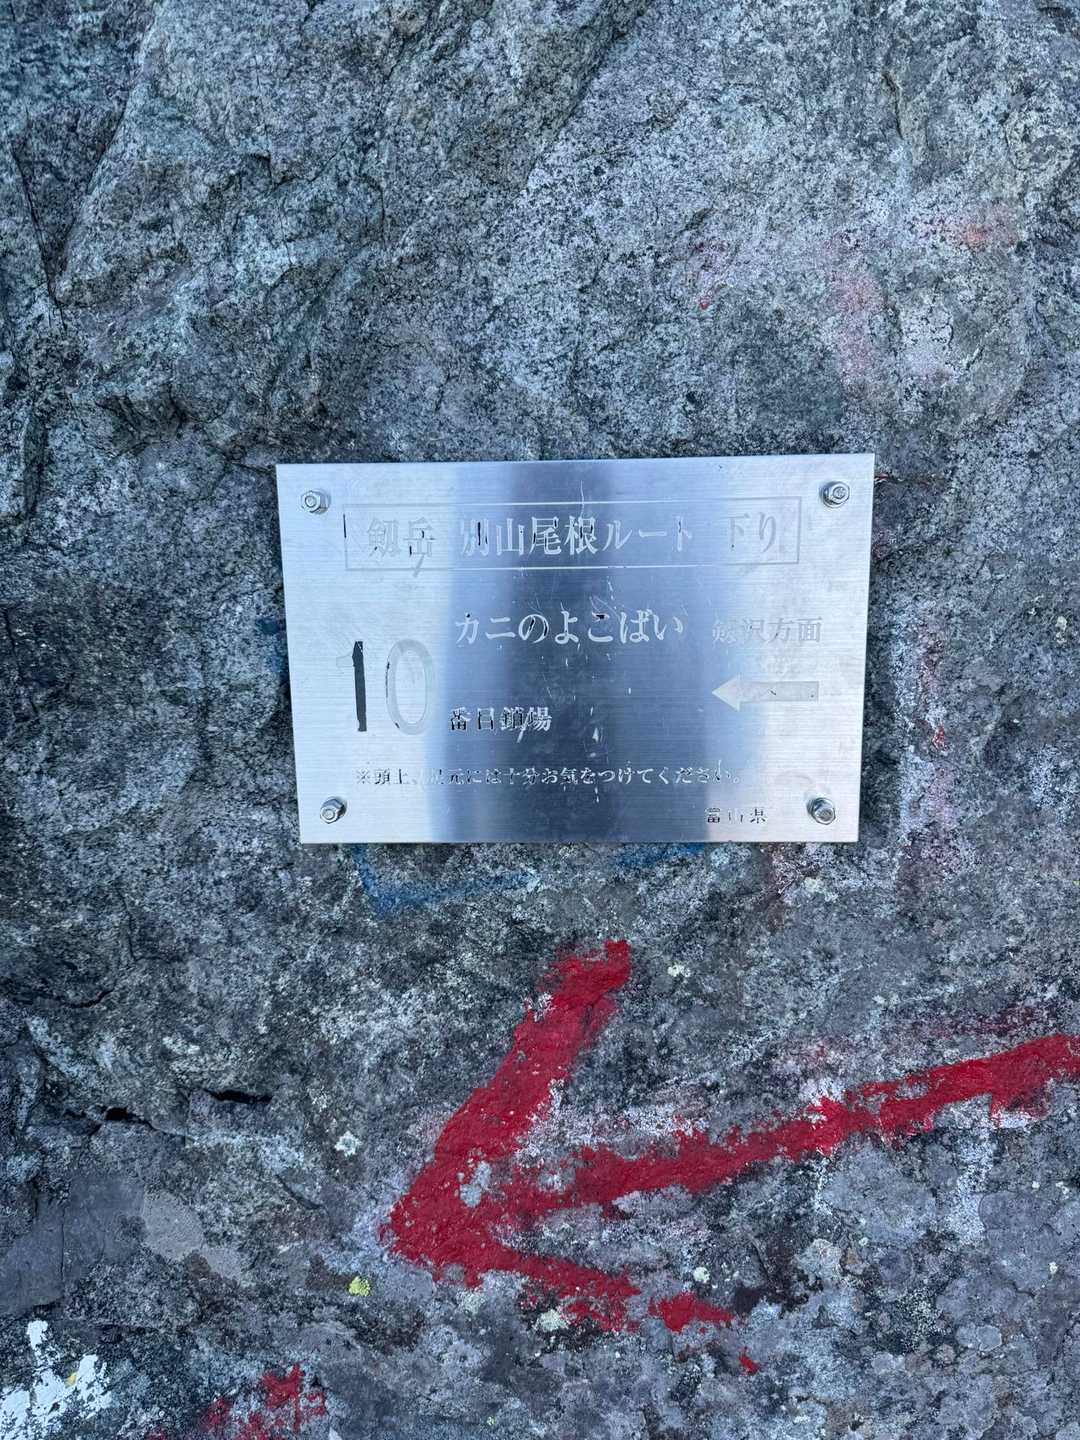 剱岳 別山尾根ルート 下り
カニのよこばい 剱沢方面
10 番目鎖場
※頭上、足元には十分お気をつけてください。
富山県